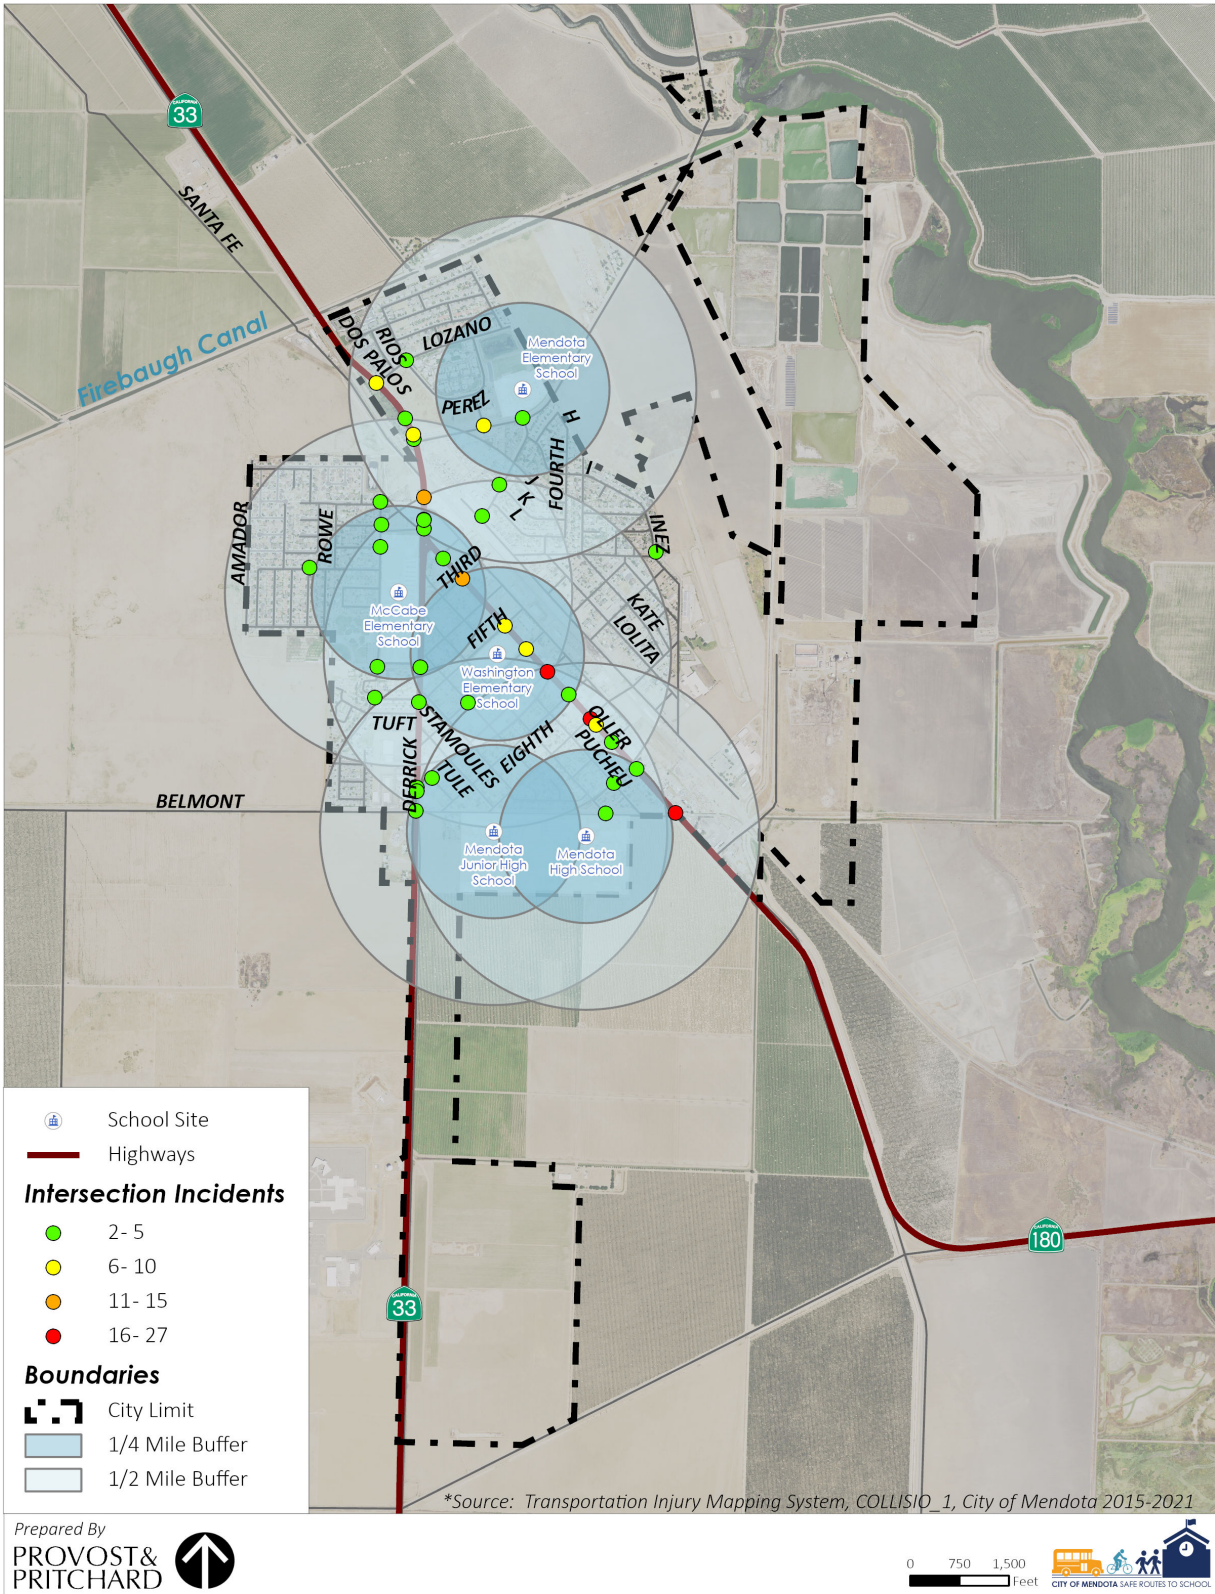 CALIFORNIA
33
SANTA FE
Firebaugh Canal
DOS PALOS
RIOS
LOZANO
Mendota
Elementary
School
PEREZ
H
FOURTH
I
J
K
L
AMADOR
ROWE
INEZ
THIRD
McCabe
Elementary
School
FIFTH
KATE
LOLITA
Washington
Elementary
School
TUFT
STAMOULES
EIGHTH
OLLER
PUCHEU
DERRICK
TULE
BELMONT
Mendota
Junior High
School
Mendota
High School
CALIFORNIA
180
CALIFORNIA
33
School Site
Highways
Intersection Incidents
2- 5
6- 10
11- 15
16- 27
Boundaries
City Limit
1/4 Mile Buffer
1/2 Mile Buffer
*Source: Transportation Injury Mapping System, COLLISIO_1, City of Mendota 2015-2021
Prepared By
PROVOST&
PRITCHARD
0 750 1,500
Feet
CITY OF MENDOTA SAFE ROUTES TO SCHOOL